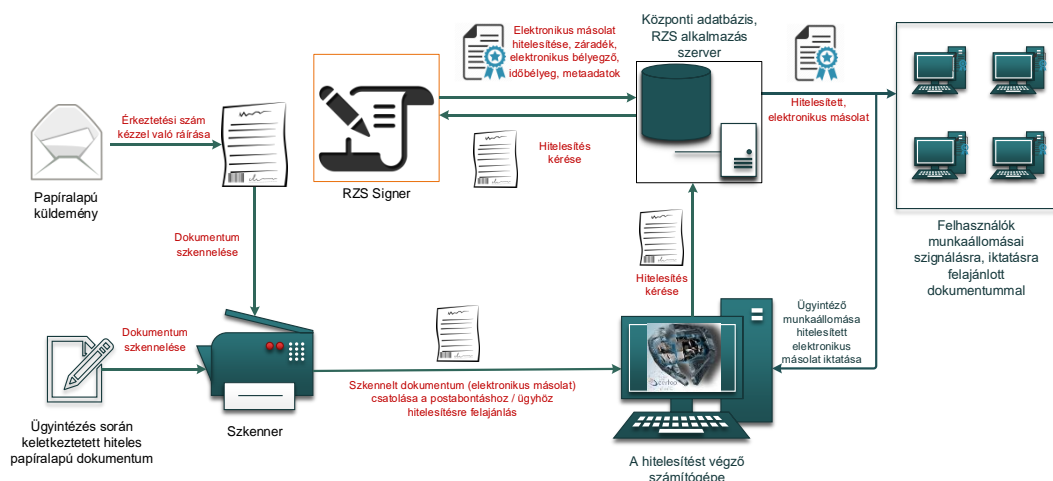 Elektronikus másolat
hitelesítése, záradék,
elektronikus bélyegző,
időbélyeg, metaadatok
Központi adatbázis,
RZS alkalmazás
szerver
Érkeztetési szám
kézzel való ráírása
Hitelesített,
elektronikus másolat
Hitelesítés
kérése
Papíralapú
küldemény
RZS Signer
Felhasználók
munkaállomásai
szignálásra, iktatásra
felajánlott
dokumentummal
Dokumentum
szkennelése
Hitelesítés
kérése
Ügyintéző
munkaállomása
hitelesített
elektronikus
másolat iktatása
Dokumentum
szkennelése
Szkennelt dokumentum (elektronikus másolat)
csatolása a postabontáshoz / ügyhöz
hitelesítésre felajánlás
Ügyintézés során
keletkeztetett hiteles
papíralapú dokumentum
Szkenner
A hitelesítést végző
számítógépe